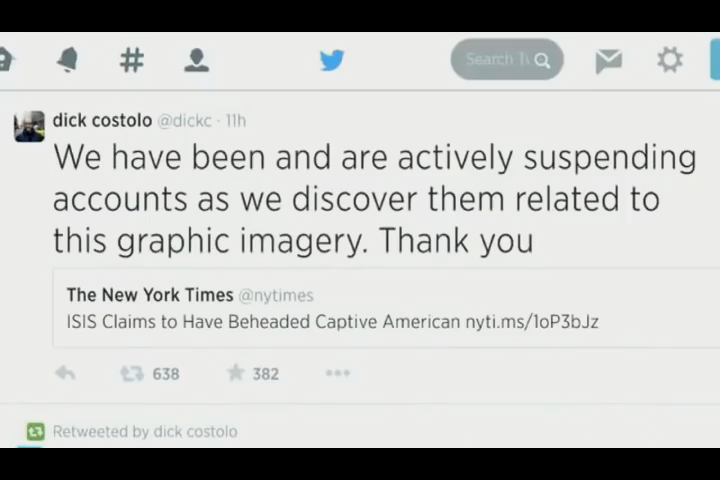 #
Search
dick costolo @dickc · 11h
We have been and are actively suspending
accounts as we discover them related to
this graphic imagery. Thank you
The New York Times @nytimes
ISIS Claims to Have Beheaded Captive American nyti.ms/1oP3bJz
638 382
Retweeted by dick costolo